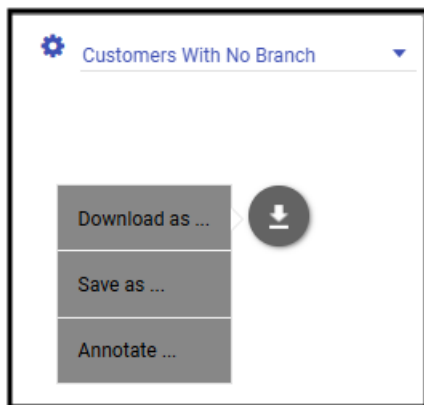 Customers With No Branch
Download as ...
Save as ...
Annotate ...